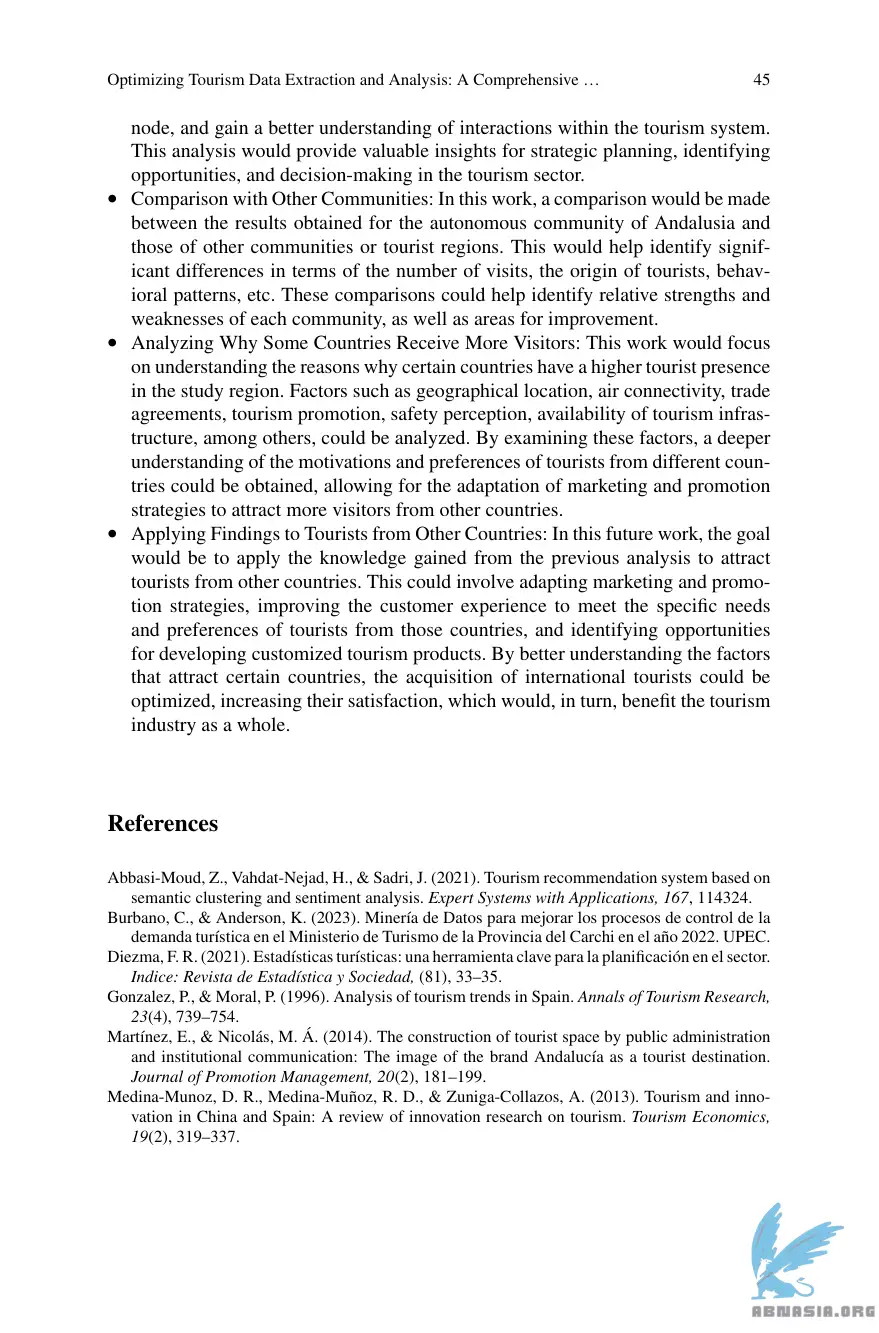 Optimizing Tourism Data Extraction and Analysis: A Comprehensive … 45
node, and gain a better understanding of interactions within the tourism system.
This analysis would provide valuable insights for strategic planning, identifying
opportunities, and decision-making in the tourism sector.
• Comparison with Other Communities: In this work, a comparison would be made
between the results obtained for the autonomous community of Andalusia and
those of other communities or tourist regions. This would help identify signif-
icant differences in terms of the number of visits, the origin of tourists, behav-
ioral patterns, etc. These comparisons could help identify relative strengths and
weaknesses of each community, as well as areas for improvement.
• Analyzing Why Some Countries Receive More Visitors: This work would focus
on understanding the reasons why certain countries have a higher tourist presence
in the study region. Factors such as geographical location, air connectivity, trade
agreements, tourism promotion, safety perception, availability of tourism infras-
tructure, among others, could be analyzed. By examining these factors, a deeper
understanding of the motivations and preferences of tourists from different coun-
tries could be obtained, allowing for the adaptation of marketing and promotion
strategies to attract more visitors from other countries.
• Applying Findings to Tourists from Other Countries: In this future work, the goal
would be to apply the knowledge gained from the previous analysis to attract
tourists from other countries. This could involve adapting marketing and promo-
tion strategies, improving the customer experience to meet the specific needs
and preferences of tourists from those countries, and identifying opportunities
for developing customized tourism products. By better understanding the factors
that attract certain countries, the acquisition of international tourists could be
optimized, increasing their satisfaction, which would, in turn, benefit the tourism
industry as a whole.
References
Abbasi-Moud, Z., Vahdat-Nejad, H., & Sadri, J. (2021). Tourism recommendation system based on
semantic clustering and sentiment analysis. Expert Systems with Applications, 167, 114324.
Burbano, C., & Anderson, K. (2023). Minería de Datos para mejorar los procesos de control de la
demanda turística en el Ministerio de Turismo de la Provincia del Carchi en el año 2022. UPEC.
Diezma, F. R. (2021). Estadísticas turísticas: una herramienta clave para la planificación en el sector.
Indice: Revista de Estadística y Sociedad, (81), 33–35.
Gonzalez, P., & Moral, P. (1996). Analysis of tourism trends in Spain. Annals of Tourism Research,
23(4), 739–754.
Martínez, E., & Nicolás, M. Á. (2014). The construction of tourist space by public administration
and institutional communication: The image of the brand Andalucía as a tourist destination.
Journal of Promotion Management, 20(2), 181–199.
Medina-Munoz, D. R., Medina-Muñoz, R. D., & Zuniga-Collazos, A. (2013). Tourism and inno-
vation in China and Spain: A review of innovation research on tourism. Tourism Economics,
19(2), 319–337.
ABNASIA.ORG